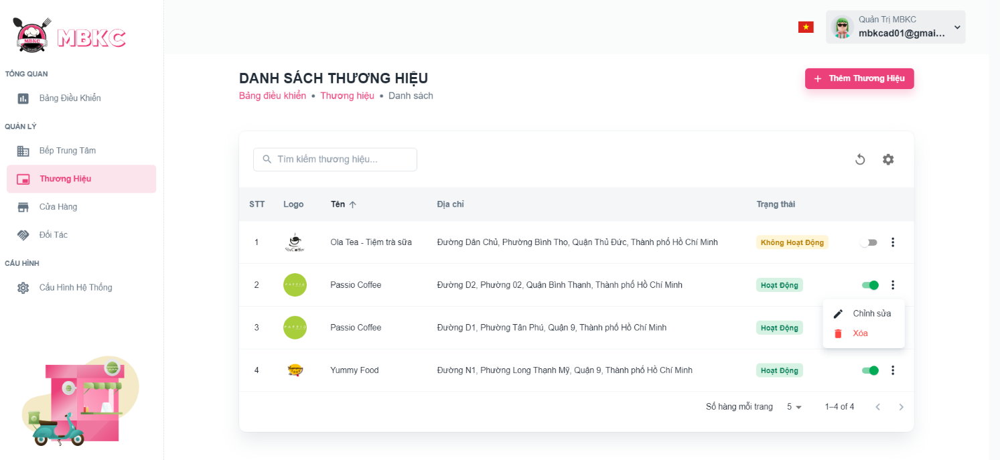 MBKC
MBKC
Quản Trị MBKC
mbkcad01@gmai...
TỔNG QUAN
Bảng Điều Khiển
QUẢN LÝ
Bếp Trung Tâm
Thương Hiệu
Cửa Hàng
Đối Tác
CẤU HÌNH
Cấu Hình Hệ Thống
DANH SÁCH THƯƠNG HIỆU
Bảng điều khiển • Thương hiệu • Danh sách
+ Thêm Thương Hiệu
Tìm kiếm thương hiệu...
STT Logo Tên ↑ Địa chỉ Trạng thái
1 Ola Tea - Tiệm trà sữa Đường Dân Chủ, Phường Bình Thọ, Quận Thủ Đức, Thành phố Hồ Chí Minh Không Hoạt Động
2 PASSIO Passio Coffee Đường D2, Phường 02, Quận Bình Thạnh, Thành phố Hồ Chí Minh Hoạt Động
Chỉnh sửa
Xóa
3 PASSIO Passio Coffee Đường D1, Phường Tân Phú, Quận 9, Thành phố Hồ Chí Minh Hoạt Động
4 Yummy Food Đường N1, Phường Long Thạnh Mỹ, Quận 9, Thành phố Hồ Chí Minh Hoạt Động
Số hàng mỗi trang 5 1–4 of 4